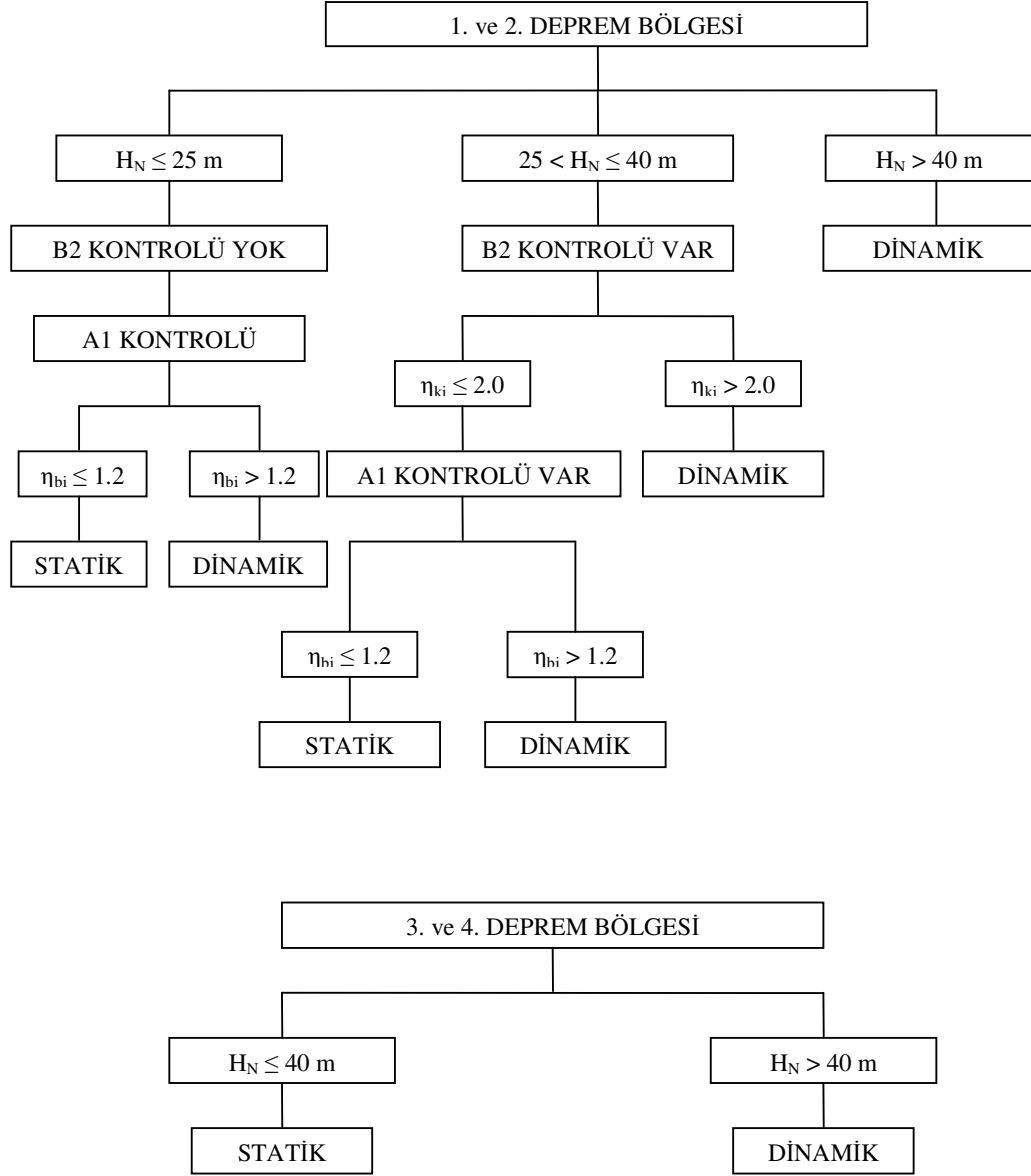 1. ve 2. DEPREM BÖLGESİ
H_N ≤ 25 m
25 < H_N ≤ 40 m
H_N > 40 m
B2 KONTROLÜ YOK
B2 KONTROLÜ VAR
DİNAMİK
A1 KONTROLÜ
η_ki ≤ 2.0
η_ki > 2.0
η_bi ≤ 1.2
η_bi > 1.2
A1 KONTROLÜ VAR
DİNAMİK
STATİK
DİNAMİK
η_bi ≤ 1.2
η_bi > 1.2
STATİK
DİNAMİK
3. ve 4. DEPREM BÖLGESİ
H_N ≤ 40 m
H_N > 40 m
STATİK
DİNAMİK